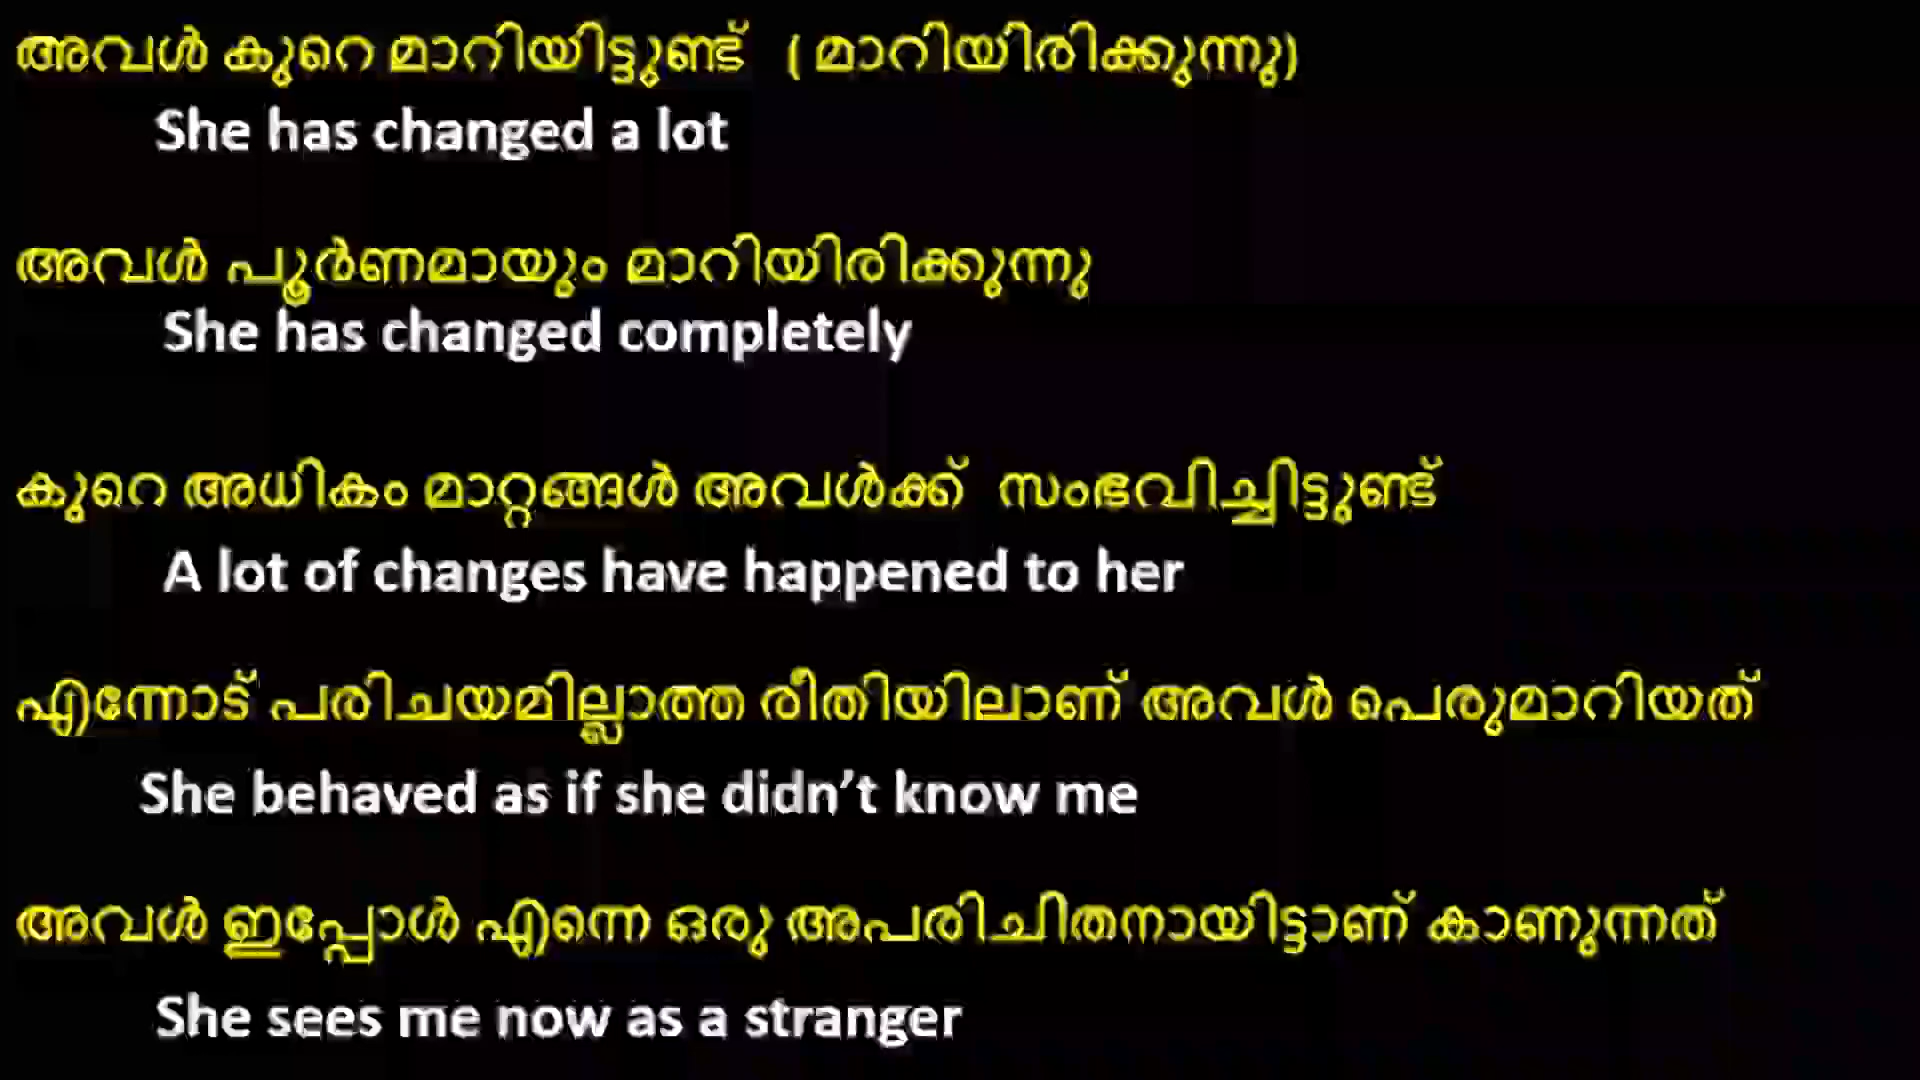 അവൾ കുറെ മാറിയിട്ടുണ്ട് ( മാറിയിരിക്കുന്നു)
She has changed a lot
അവൾ പൂർണമായും മാറിയിരിക്കുന്നു
She has changed completely
കുറെ അധികം മാറ്റങ്ങൾ അവൾക്ക് സംഭവിച്ചിട്ടുണ്ട്
A lot of changes have happened to her
എന്നോട് പരിചയമില്ലാത്ത രീതിയിലാണ് അവൾ പെരുമാറിയത്
She behaved as if she didn’t know me
അവൾ ഇപ്പോൾ എന്നെ ഒരു അപരിചിതനായിട്ടാണ് കാണുന്നത്
She sees me now as a stranger